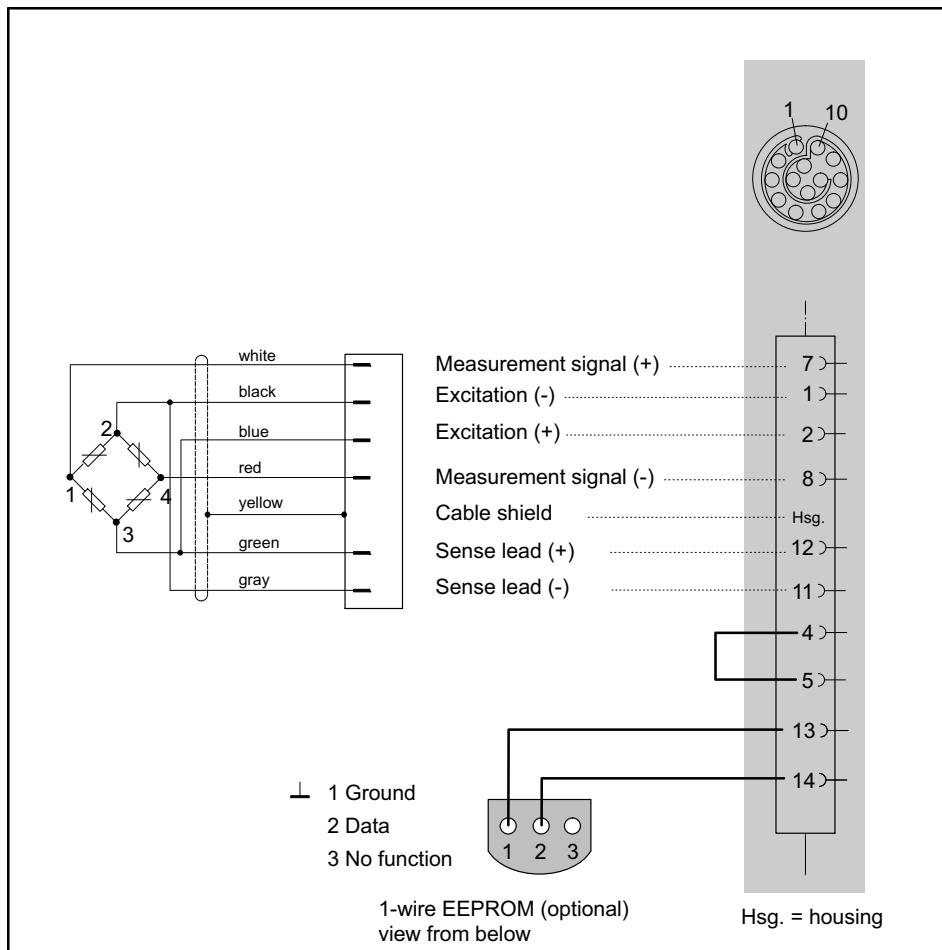 1 10
white Measurement signal (+) 7
black Excitation (-) 1
blue Excitation (+) 2
2
red Measurement signal (-) 8
1 4
yellow Cable shield Hsg.
3
green Sense lead (+) 12
gray Sense lead (-) 11
4
5
13
14
1 Ground
2 Data
3 No function
1 2 3
1-wire EEPROM (optional)
view from below
Hsg. = housing